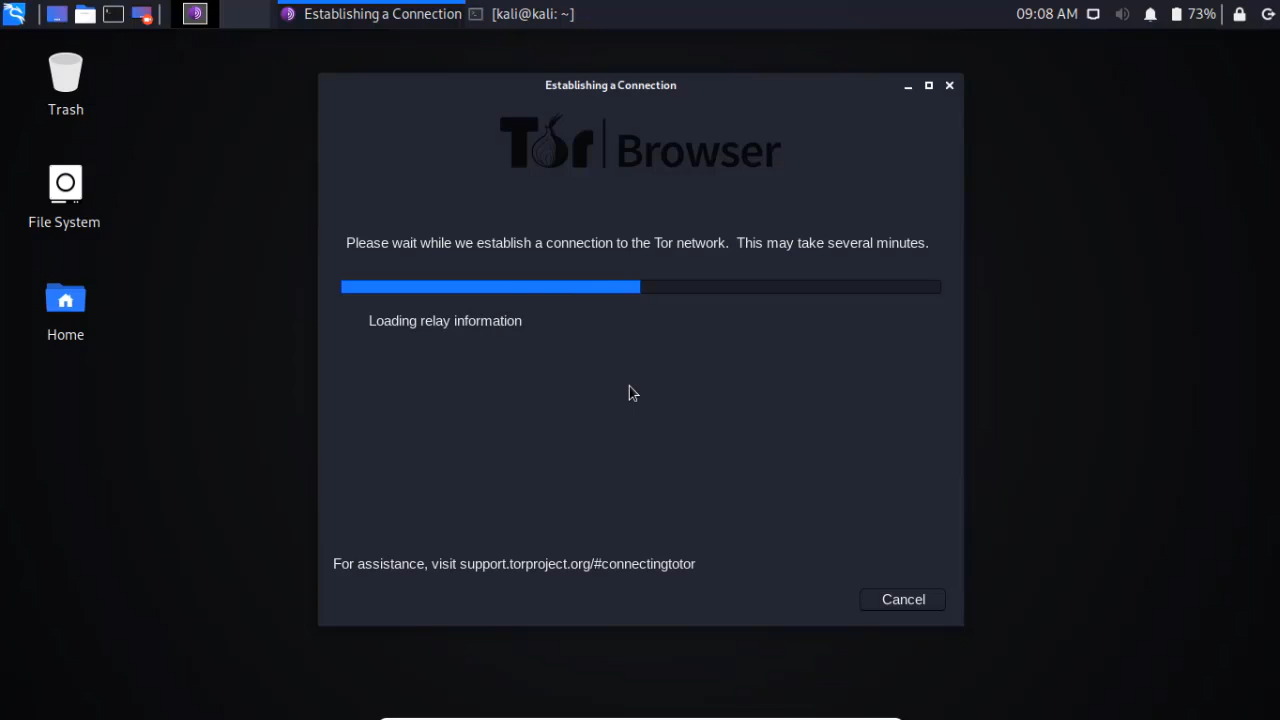 Establishing a Connection
[kali@kali: ~]
09:08 AM
73%
Trash
File System
Home
Establishing a Connection
Tor Browser
Please wait while we establish a connection to the Tor network. This may take several minutes.
Loading relay information
For assistance, visit support.torproject.org/#connectingtotor
Cancel